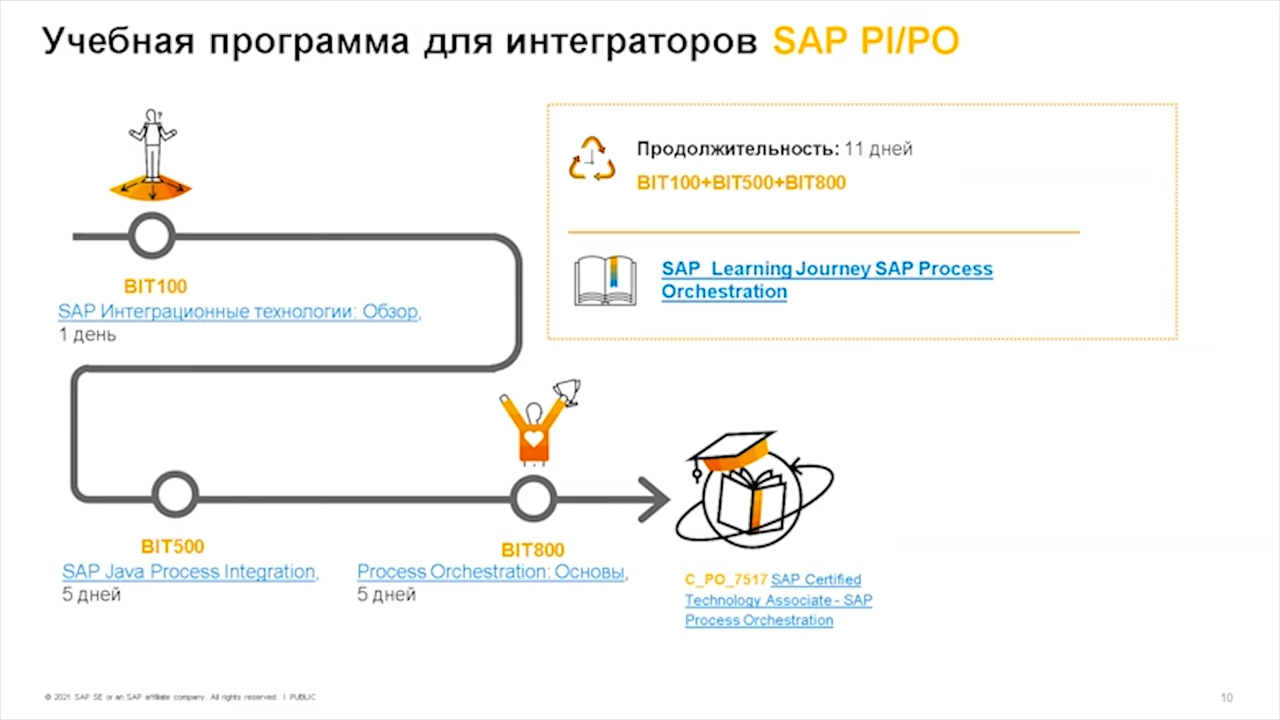 Учебная программа для интеграторов SAP PI/PO
Продолжительность: 11 дней
BIT100+BIT500+BIT800
SAP Learning Journey SAP Process
Orchestration
BIT100
SAP Интеграционные технологии: Обзор,
1 день
BIT500
SAP Java Process Integration,
5 дней
BIT800
Process Orchestration: Основы,
5 дней
C_PO_7517 SAP Certified
Technology Associate - SAP
Process Orchestration
© 2021 SAP SE or an SAP affiliate company. All rights reserved. I PUBLIC
10